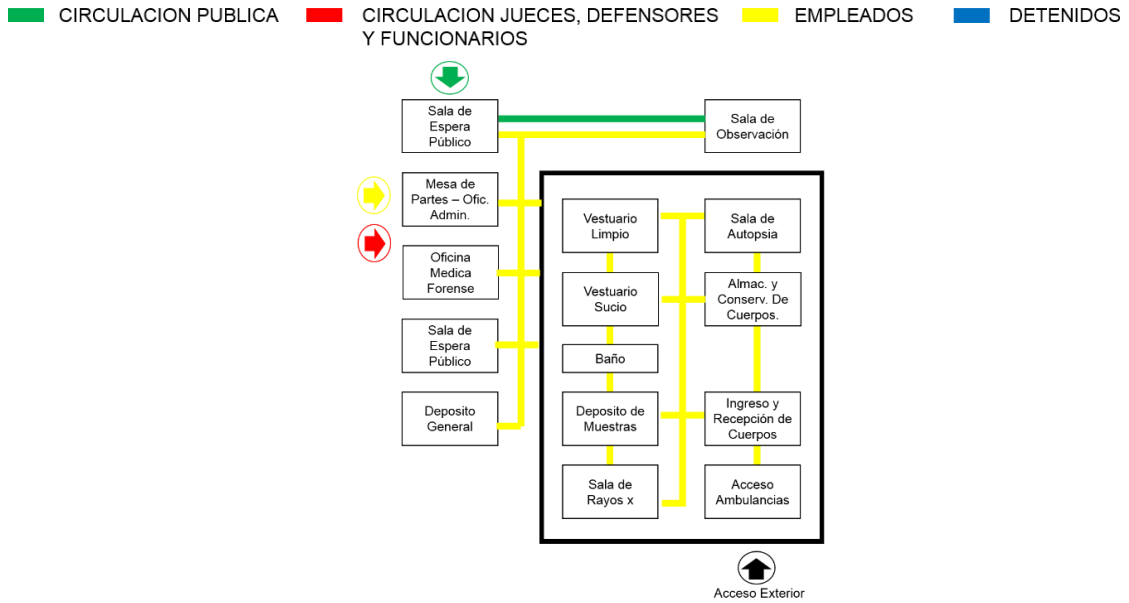 CIRCULACION PUBLICA
CIRCULACION JUECES, DEFENSORES
Y FUNCIONARIOS
EMPLEADOS
DETENIDOS
Sala de
Espera
Público
Sala de
Observación
Mesa de
Partes – Ofic.
Admin.
Oficina
Medica
Forense
Sala de
Espera
Público
Deposito
General
Vestuario
Limpio
Sala de
Autopsia
Vestuario
Sucio
Almac. y
Conserv. De
Cuerpos.
Baño
Deposito de
Muestras
Ingreso y
Recepción de
Cuerpos
Sala de
Rayos x
Acceso
Ambulancias
Acceso Exterior